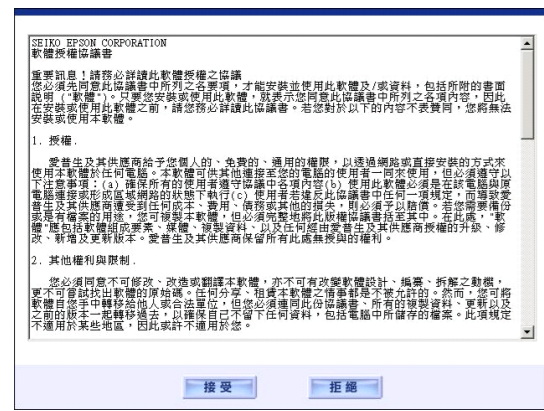 SEIKO EPSON CORPORATION
軟體授權協議書
重要訊息！請務必詳讀此軟體授權之協議
您必須先同意此協議書中所列之各要項，才能安裝並使用此軟體及/或資料，包括所附的書面
說明 ("軟體")。只要您安裝或使用此軟體，就表示您同意此協議書中所列之各項內容，因此
在安裝或使用此軟體之前，請您務必詳讀此協議書。若您對於以下的內容不表贊同，您將無法
安裝或使用本軟體。
1. 授權.
愛普生及其供應商給予您個人的、免費的、通用的權限，以透過網路或直接安裝的方式來
使用本軟體於任何電腦。本軟體可供其他連接至您的電腦的使用者一同來使用，但必須遵守以
下注意事項：(a) 確保所有的使用者遵守協議中各項內容(b) 使用此軟體必須是在該電腦與原
電腦連接或形成區域網路的狀態下執行(c) 使用者若違反此協議書中任何一項規定，而導致愛
普生及其供應商遭受到任何成本、費用、債務或其他的損失，則必須予以賠償。若您需要備份
或是有檔案的用途，您可複製本軟體，但必須完整地將此版權協議書括至其中。在此處，"軟
體"應包括軟體組成要素、媒體、複製資料、以及任何經由愛普生及其供應商授權的升級、修
改、新增及更新版本。愛普生及其供應商保留所有此處無授與的權利。
2. 其他權利與限制.
您必須同意不可修改、改造或翻譯本軟體，亦不可有改變軟體設計、編纂、拆解之動機，
更不可嘗試找出軟體的原始碼。任何分享、租賃本軟體之情事都是不被允許的。然而，您可將
軟體自您手中轉移給他人或合法單位，但您必須連同此份協議書、所有的複製資料、更新以及
之前的版本一起轉移過去，以確保自己不留下任何資料，包括電腦中所儲存的檔案。此項規定
不適用於某些地區，因此或許不適用於您。
接受
拒絕